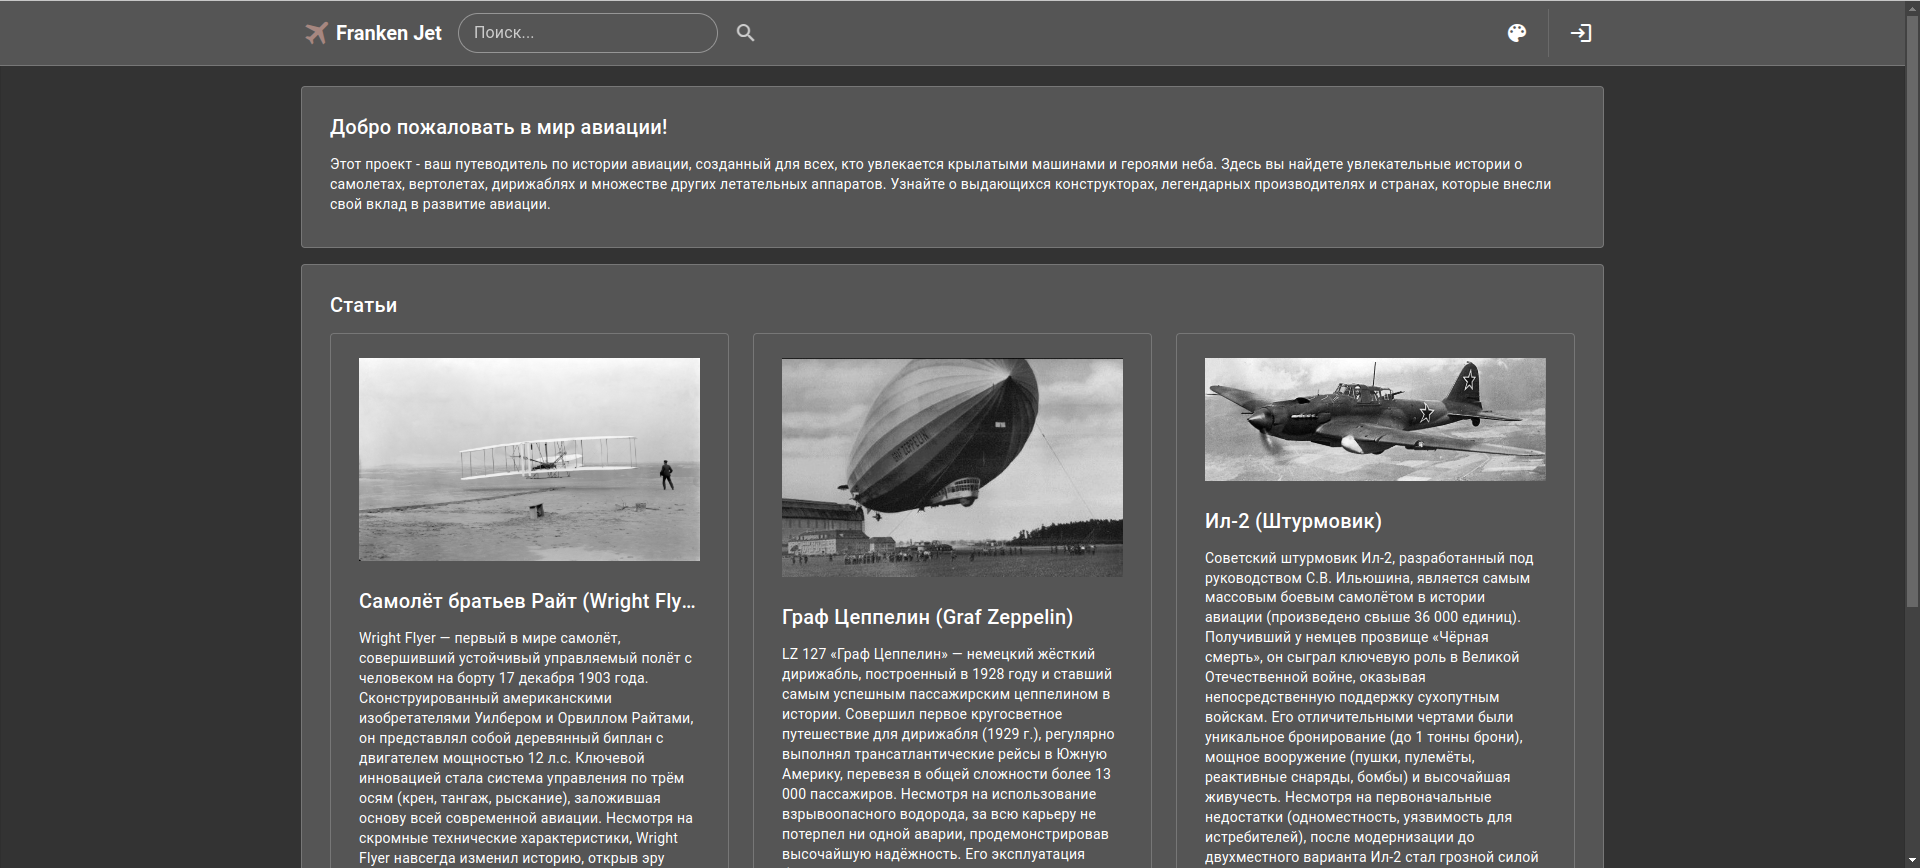 Franken Jet
Поиск...
Добро пожаловать в мир авиации!
Этот проект - ваш путеводитель по истории авиации, созданный для всех, кто увлекается крылатыми машинами и героями неба. Здесь вы найдете увлекательные истории о
самолетах, вертолетах, дирижаблях и множестве других летательных аппаратов. Узнайте о выдающихся конструкторах, легендарных производителях и странах, которые внесли
свой вклад в развитие авиации.
Статьи
Самолёт братьев Райт (Wright Fly...
Wright Flyer — первый в мире самолёт,
совершивший устойчивый управляемый полёт с
человеком на борту 17 декабря 1903 года.
Сконструированный американскими
изобретателями Уилбером и Орвиллом Райтами,
он представлял собой деревянный биплан с
двигателем мощностью 12 л.с. Ключевой
инновацией стала система управления по трём
осям (крен, тангаж, рыскание), заложившая
основу всей современной авиации. Несмотря на
скромные технические характеристики, Wright
Flyer навсегда изменил историю, открыв эру
GRAF ZEPPELIN
Граф Цеппелин (Graf Zeppelin)
LZ 127 «Граф Цеппелин» — немецкий жёсткий
дирижабль, построенный в 1928 году и ставший
самым успешным пассажирским цеппелином в
истории. Совершил первое кругосветное
путешествие для дирижабля (1929 г.), регулярно
выполнял трансатлантические рейсы в Южную
Америку, перевезя в общей сложности более 13
000 пассажиров. Несмотря на использование
взрывоопасного водорода, за всю карьеру не
потерпел ни одной аварии, продемонстрировав
высочайшую надёжность. Его эксплуатация
Ил-2 (Штурмовик)
Советский штурмовик Ил-2, разработанный под
руководством С.В. Ильюшина, является самым
массовым боевым самолётом в истории
авиации (произведено свыше 36 000 единиц).
Получивший у немцев прозвище «Чёрная
смерть», он сыграл ключевую роль в Великой
Отечественной войне, оказывая
непосредственную поддержку сухопутным
войскам. Его отличительными чертами были
уникальное бронирование (до 1 тонны брони),
мощное вооружение (пушки, пулемёты,
реактивные снаряды, бомбы) и высочайшая
живучесть. Несмотря на первоначальные
недостатки (одноместность, уязвимость для
истребителей), после модернизации до
двухместного варианта Ил-2 стал грозной силой